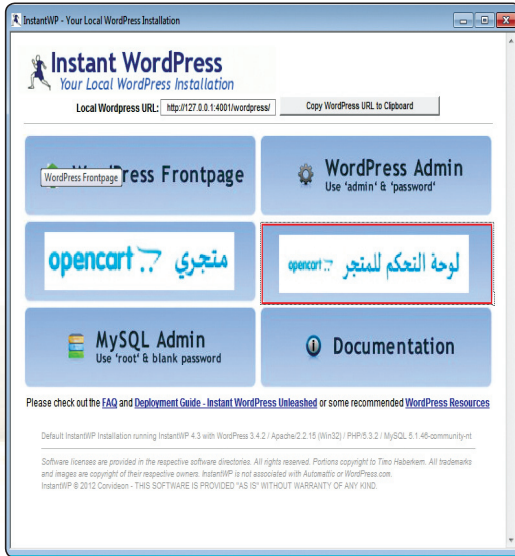 InstantWP - Your Local WordPress Installation
Instant WordPress
Your Local WordPress Installation
Local Wordpress URL: http://127.0.0.1:4001/wordpress/ Copy WordPress URL to Clipboard
WordPress Frontpage
ress Frontpage
WordPress Admin
Use 'admin' & 'password'
opencart متجري
لوحة التحكم للمتجر opencart
MySQL Admin
Use 'root' & blank password
Documentation
Please check out the FAQ and Deployment Guide - Instant WordPress Unleashed or some recommended WordPress Resources
Default InstantWP Installation running InstantWP 4.3 with WordPress 3.4.2 / Apache/2.2.15 (Win32) / PHP/5.3.2 / MySQL 5.1.46-community-nt
Software licenses are provided in the respective software directories. All rights reserved. Portions copyright to Timo Haberkern. All trademarks
and images are copyright of their respective owners. InstantWP is not associated with Automattic or WordPress.com.
InstantWP © 2012 Corvideon - THIS SOFTWARE IS PROVIDED "AS IS" WITHOUT WARRANTY OF ANY KIND.